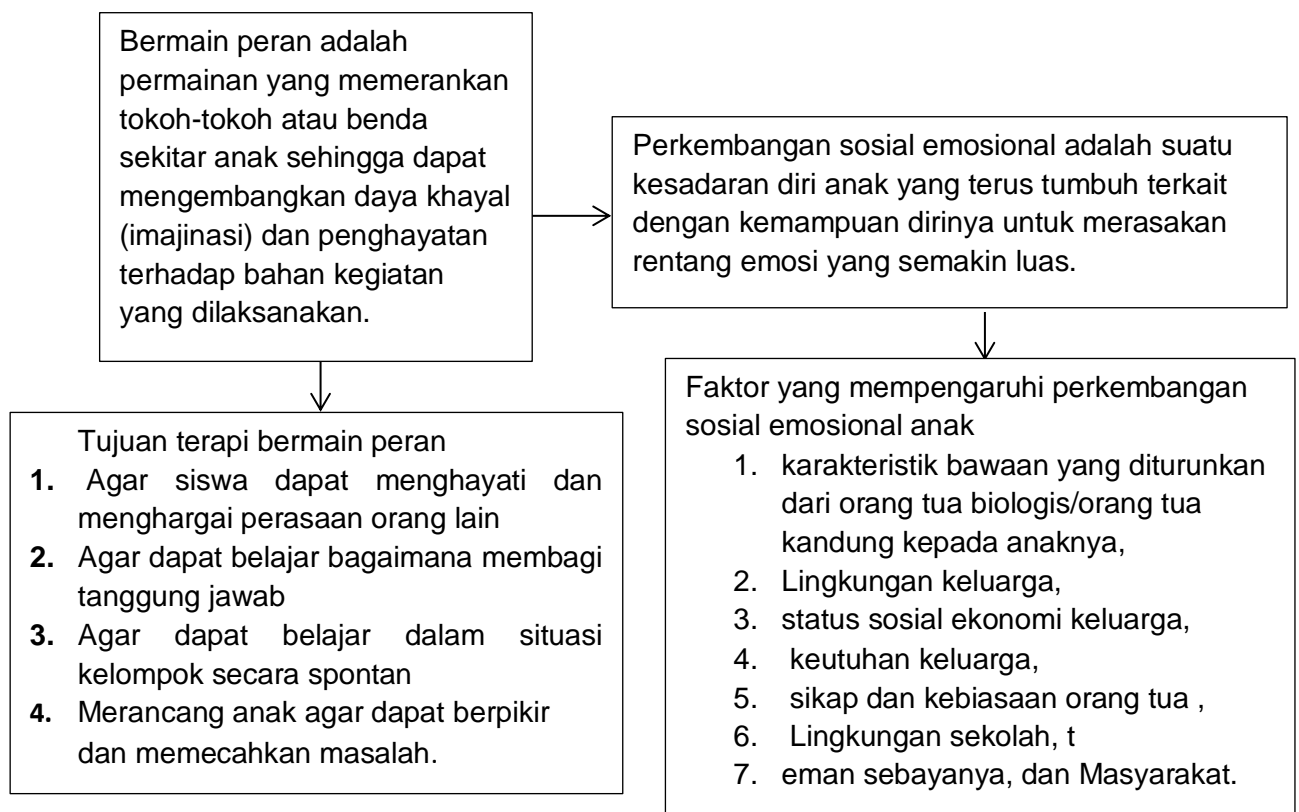 Bermain peran adalah
permainan yang memerankan
tokoh-tokoh atau benda
sekitar anak sehingga dapat
mengembangkan daya khayal
(imajinasi) dan penghayatan
terhadap bahan kegiatan
yang dilaksanakan.
Perkembangan sosial emosional adalah suatu
kesadaran diri anak yang terus tumbuh terkait
dengan kemampuan dirinya untuk merasakan
rentang emosi yang semakin luas.
Tujuan terapi bermain peran
1. Agar siswa dapat menghayati dan
menghargai perasaan orang lain
2. Agar dapat belajar bagaimana membagi
tanggung jawab
3. Agar dapat belajar dalam situasi
kelompok secara spontan
4. Merancang anak agar dapat berpikir
dan memecahkan masalah.
Faktor yang mempengaruhi perkembangan
sosial emosional anak
1. karakteristik bawaan yang diturunkan
dari orang tua biologis/orang tua
kandung kepada anaknya,
2. Lingkungan keluarga,
3. status sosial ekonomi keluarga,
4. keutuhan keluarga,
5. sikap dan kebiasaan orang tua ,
6. Lingkungan sekolah, t
7. eman sebayanya, dan Masyarakat.